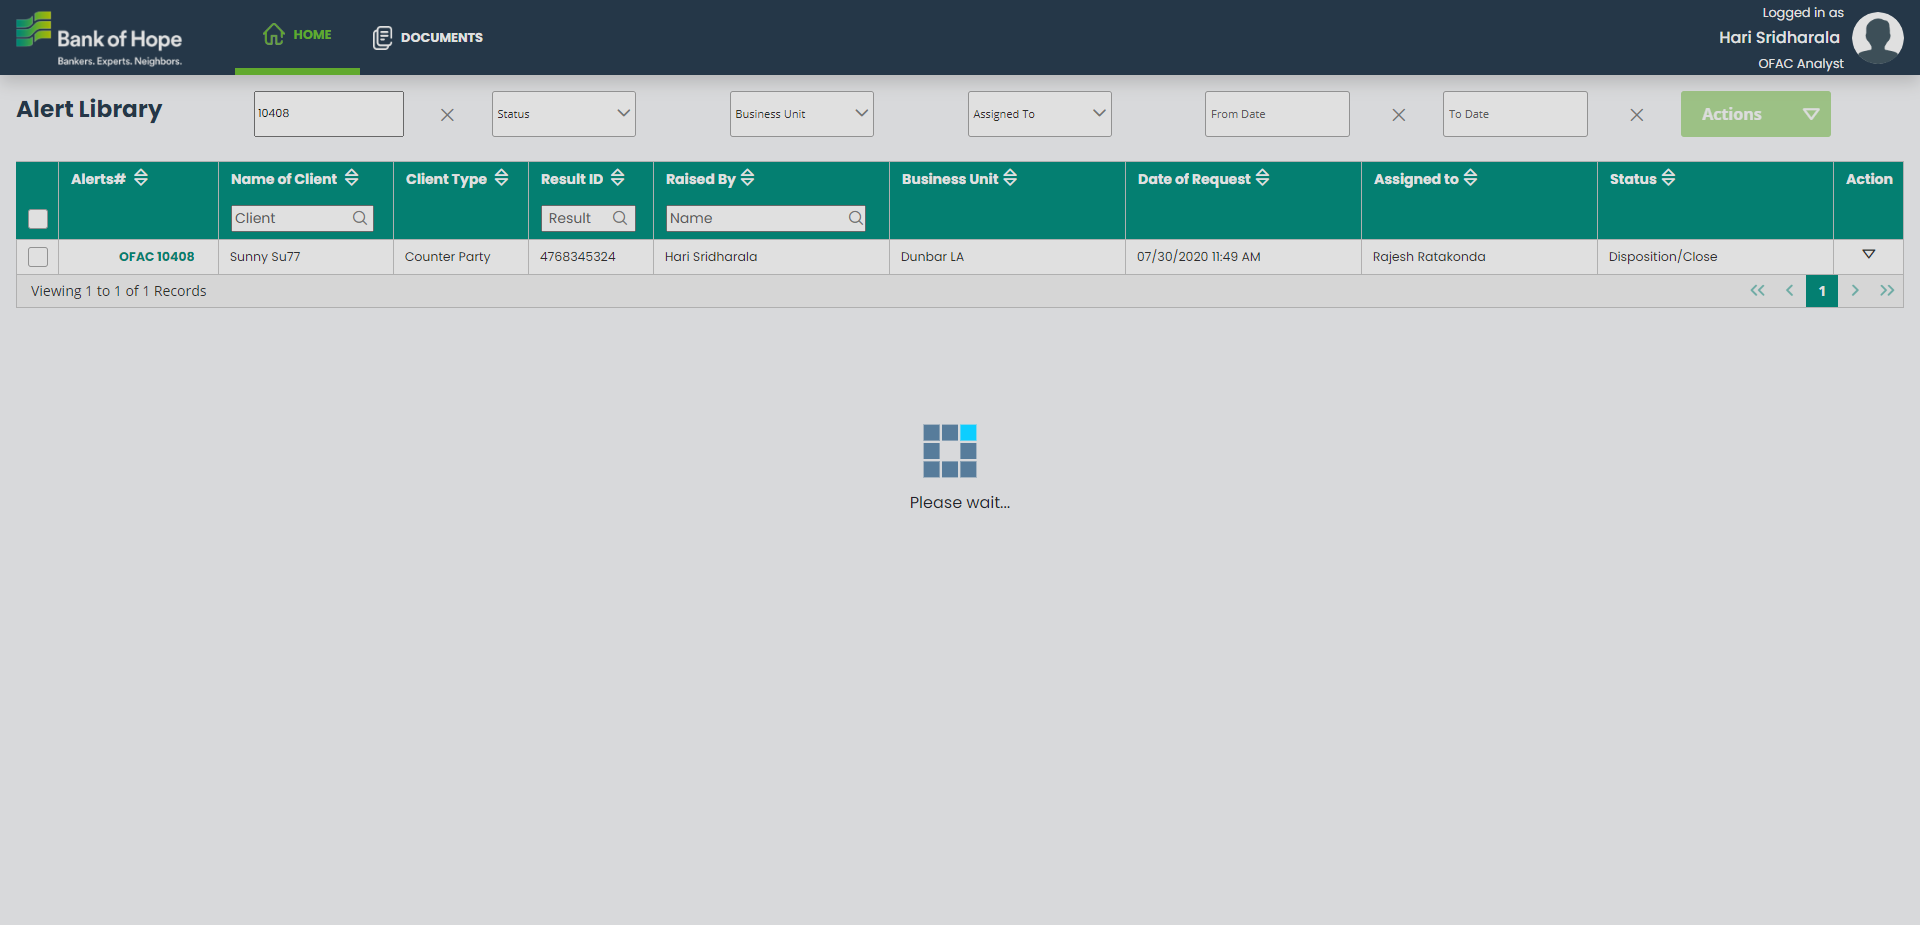 Bank of Hope
Bankers. Experts. Neighbors.
HOME
DOCUMENTS
Logged in as
Hari Sridharala
OFAC Analyst
Alert Library
10408
Status
Business Unit
Assigned To
From Date
To Date
Actions
Alerts# Name of Client Client Type Result ID Raised By Business Unit Date of Request Assigned to Status Action
Client Result Name
OFAC 10408 Sunny Su77 Counter Party 4768345324 Hari Sridharala Dunbar LA 07/30/2020 11:49 AM Rajesh Ratakonda Disposition/Close
Viewing 1 to 1 of 1 Records
1
Please wait...